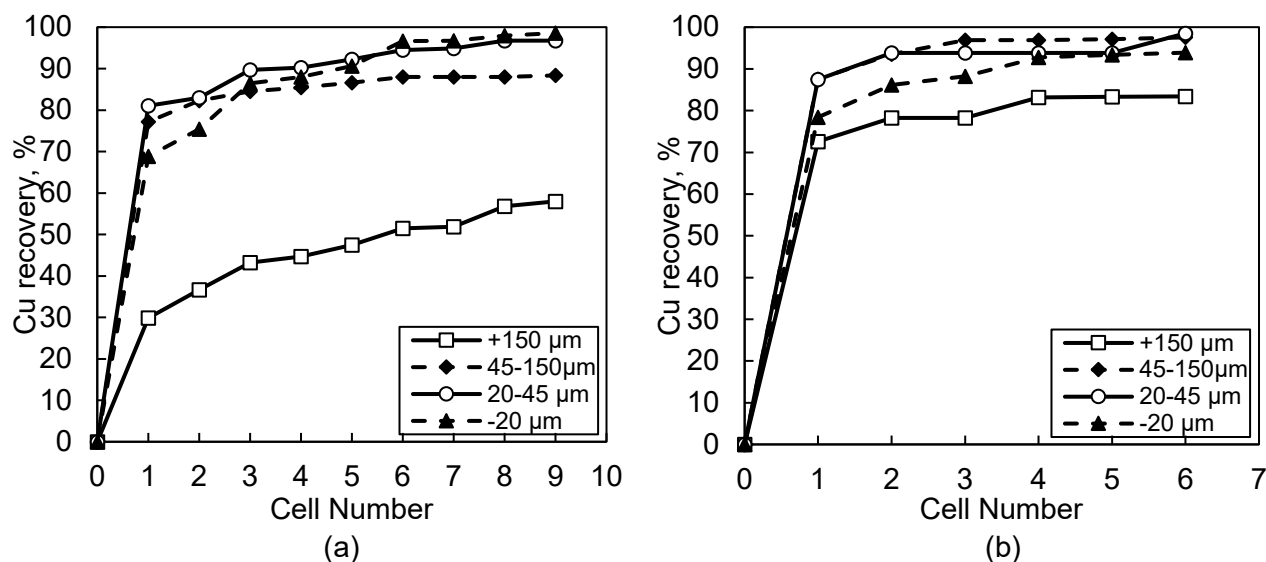 Cu recovery, %
100
90
80
70
60
50
40
30
20
10
0
+150 µm
45-150µm
20-45 µm
-20 µm
0 1 2 3 4 5 6 7 8 9 10
Cell Number
(a)
Cu recovery, %
100
90
80
70
60
50
40
30
20
10
0
+150 µm
45-150µm
20-45 µm
-20 µm
0 1 2 3 4 5 6 7
Cell Number
(b)